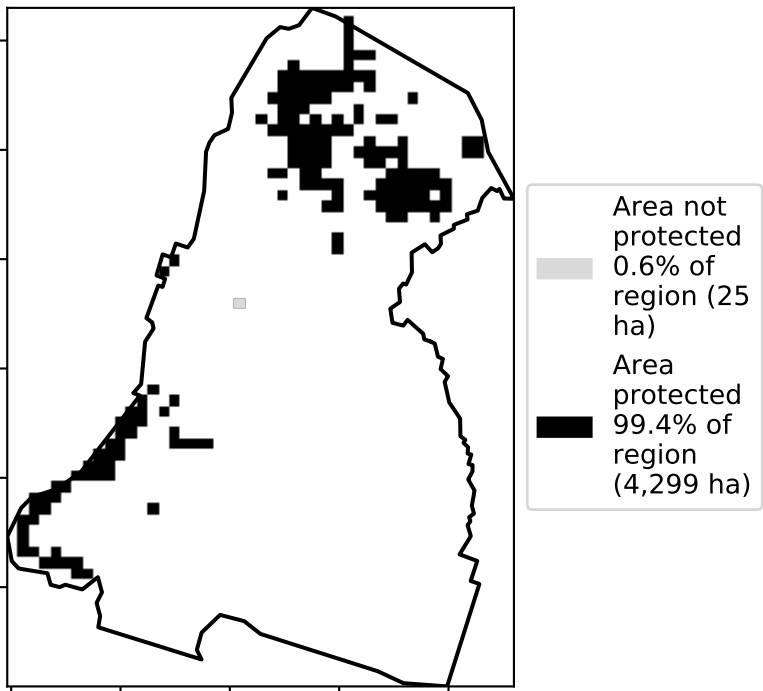 Area not
protected
0.6% of
region (25
ha)
Area
protected
99.4% of
region
(4,299 ha)